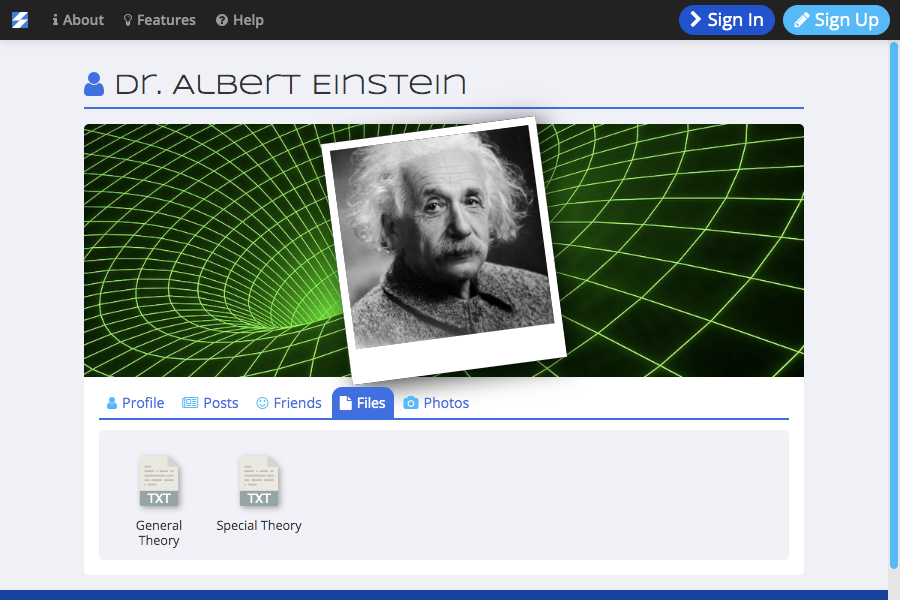 About Features Help Sign In Sign Up
Dr. Albert Einstein
Profile Posts Friends Files Photos
TXT TXT
General Theory
Special Theory